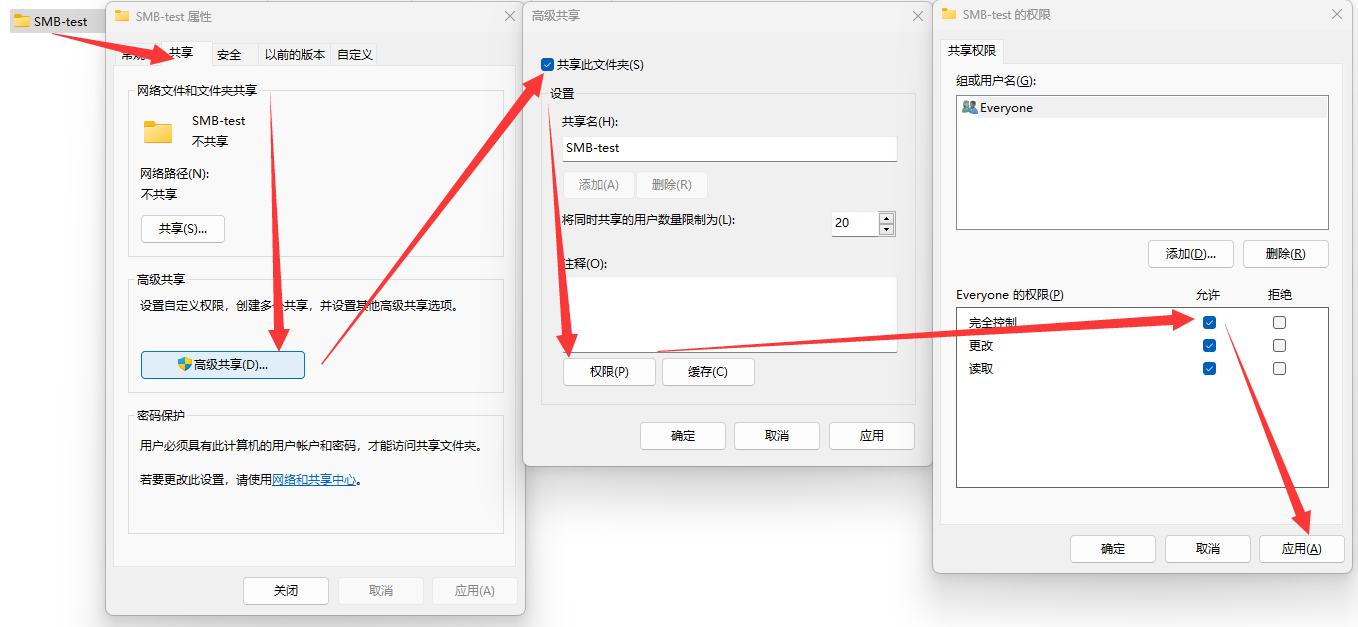 SMB-test
SMB-test 属性
常规
共享
安全
以前的版本
自定义
网络文件和文件夹共享
SMB-test
不共享
网络路径(N):
不共享
共享(S)...
高级共享
设置自定义权限，创建多个共享，并设置其他高级共享选项。
高级共享(D)...
密码保护
用户必须具有此计算机的用户帐户和密码，才能访问共享文件夹。
若要更改此设置，请使用网络和共享中心。
关闭
取消
应用(A)
高级共享
共享此文件夹(S)
设置
共享名(H):
SMB-test
添加(A)
删除(R)
将同时共享的用户数量限制为(L):
20
注释(O):
权限(P)
缓存(C)
确定
取消
应用
SMB-test 的权限
共享权限
组或用户名(G):
Everyone
添加(D)...
删除(R)
Everyone 的权限(P)
允许
拒绝
完全控制
更改
读取
确定
取消
应用(A)